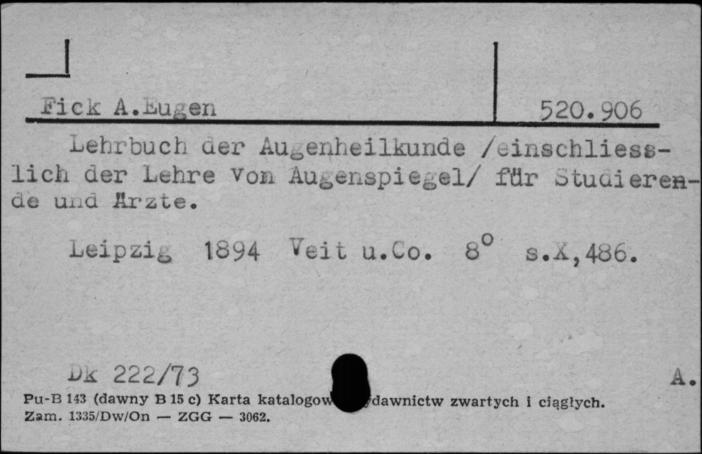 Fick A.Eugen 520.906
Lehrbuch der Augenheilkunde /einschliess-
lich der Lehre Von Augenspiegel/ für Studieren-
de und Ärzte.
Leipzig 1894 Veit u.Co. 8° s.X,486.
Dk 222/73 A.
Pu-B 143 (dawny B 15 c) Karta katalogow dawnictw zwartych i ciągłych.
Zam. 1335/Dw/On — ZGG — 3062.